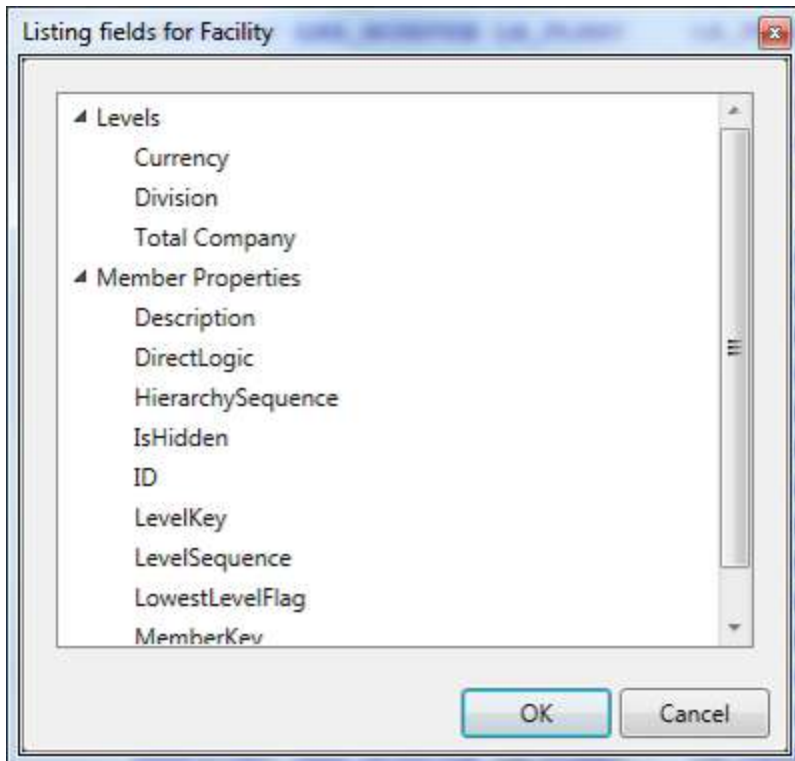 Listing fields for Facility
Levels
Currency
Division
Total Company
Member Properties
Description
DirectLogic
HierarchySequence
IsHidden
ID
LevelKey
LevelSequence
LowestLevelFlag
MemberKey
OK Cancel